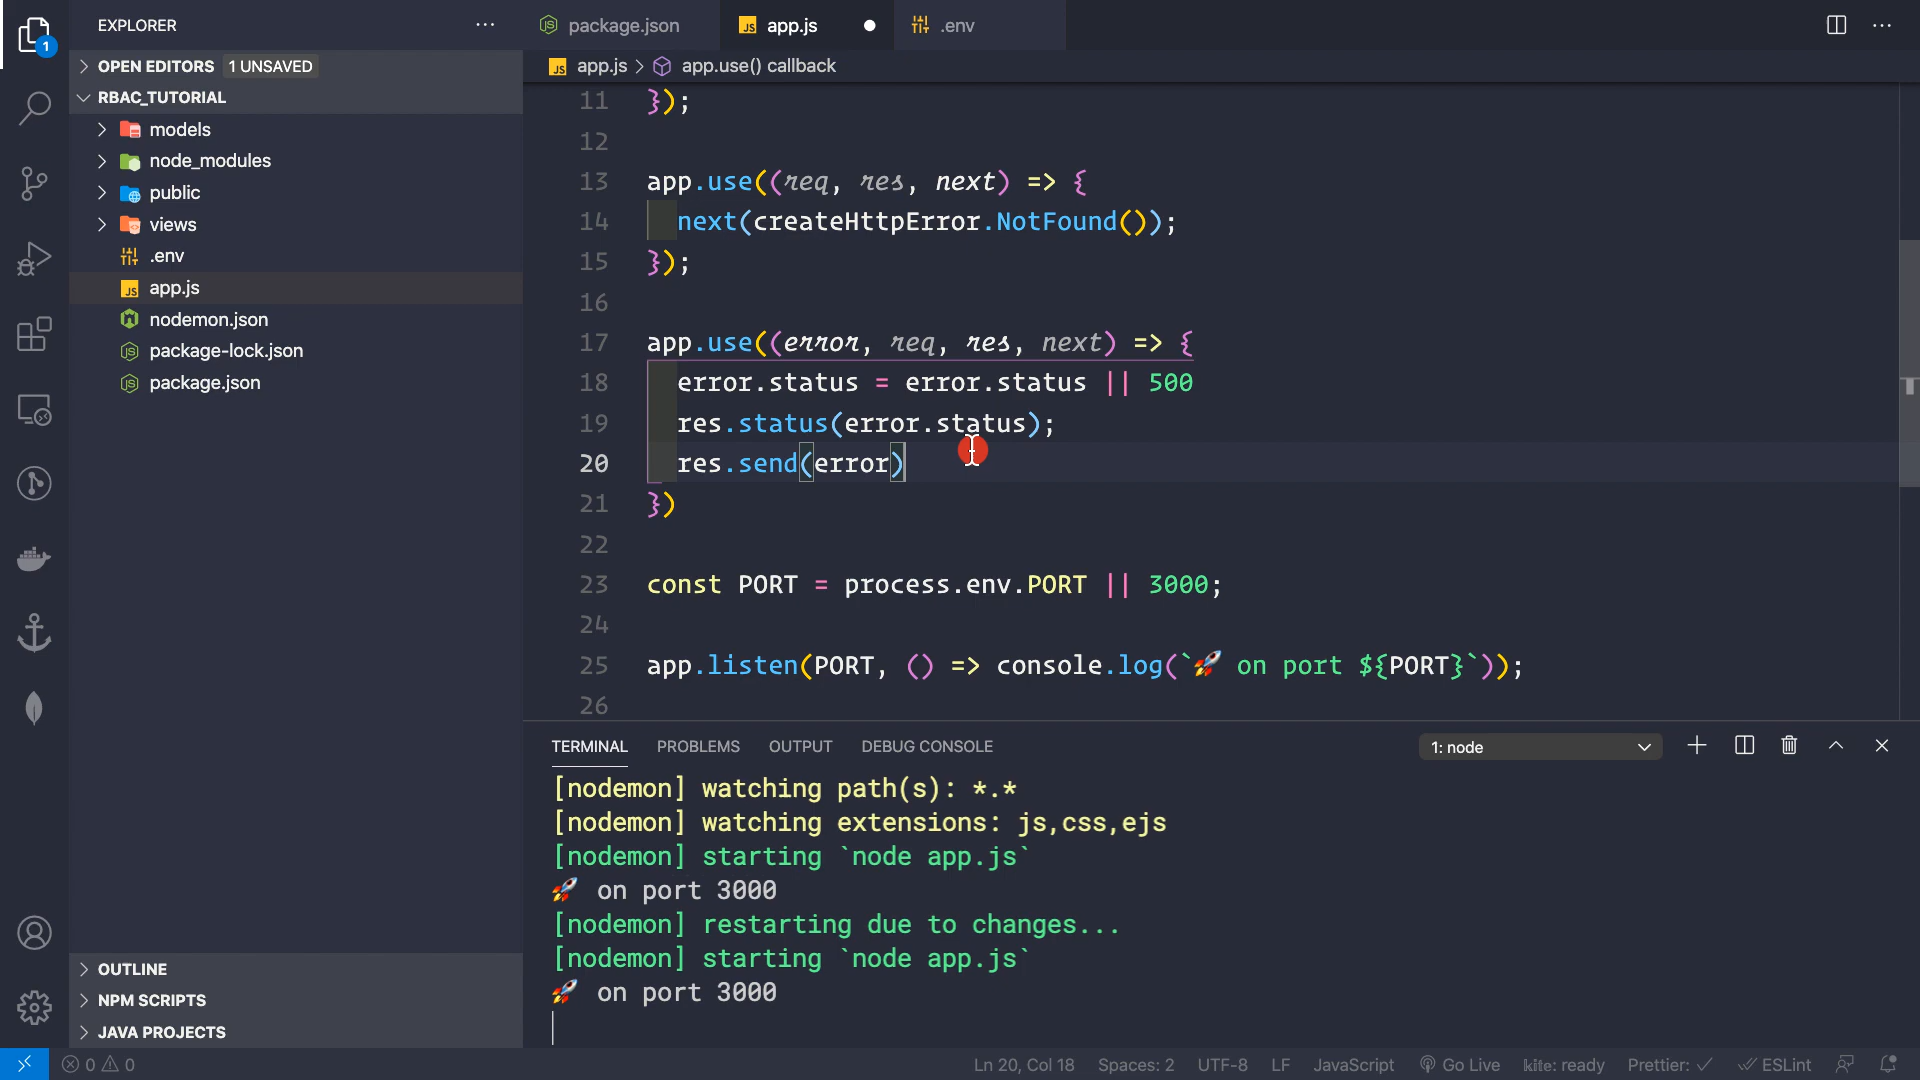 EXPLORER
1
OPEN EDITORS 1 UNSAVED
RBAC_TUTORIAL
models
node_modules
public
views
.env
app.js
nodemon.json
package-lock.json
package.json
OUTLINE
NPM SCRIPTS
JAVA PROJECTS
package.json
app.js
.env
app.js > app.use() callback
11 });
12
13 app.use((req, res, next) => {
14 next(createHttpError.NotFound());
15 });
16
17 app.use((error, req, res, next) => {
18 error.status = error.status || 500
19 res.status(error.status);
20 res.send(error)
21 })
22
23 const PORT = process.env.PORT || 3000;
24
25 app.listen(PORT, () => console.log(`🚀 on port ${PORT}`));
26
TERMINAL PROBLEMS OUTPUT DEBUG CONSOLE 1: node
[nodemon] watching path(s): *.*
[nodemon] watching extensions: js,css,ejs
[nodemon] starting `node app.js`
🚀 on port 3000
[nodemon] restarting due to changes...
[nodemon] starting `node app.js`
🚀 on port 3000
0 0 Ln 20, Col 18 Spaces: 2 UTF-8 LF JavaScript Go Live kite: ready Prettier: ✓ ESLint